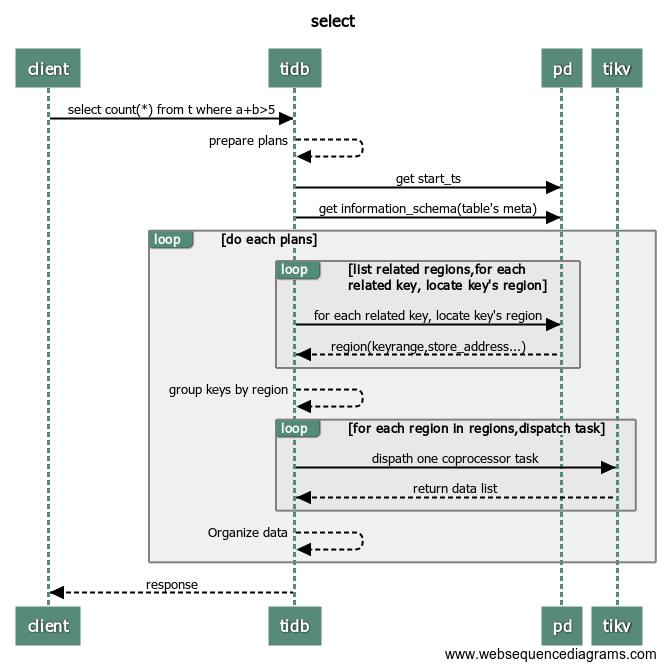 select
client
tidb
pd
tikv
select count(*) from t where a+b>5
prepare plans
get start_ts
get information_schema(table's meta)
loop
[do each plans]
loop
[list related regions,for each
related key, locate key's region]
for each related key, locate key's region
region(keyrange,store_address...)
group keys by region
loop
[for each region in regions,dispatch task]
dispath one coprocessor task
return data list
Organize data
response
client
tidb
pd
tikv
www.websequencediagrams.com